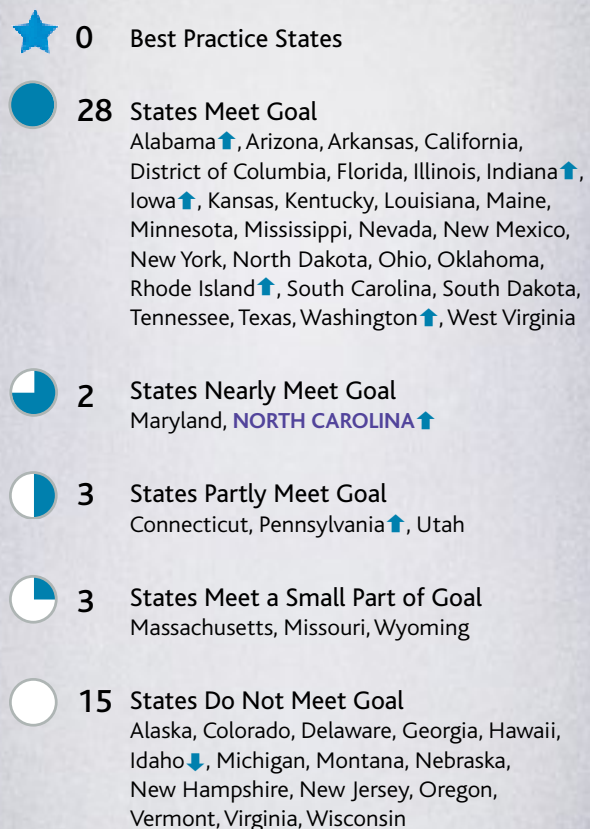 0 Best Practice States
28 States Meet Goal
Alabama⬆, Arizona, Arkansas, California,
District of Columbia, Florida, Illinois, Indiana⬆,
Iowa⬆, Kansas, Kentucky, Louisiana, Maine,
Minnesota, Mississippi, Nevada, New Mexico,
New York, North Dakota, Ohio, Oklahoma,
Rhode Island⬆, South Carolina, South Dakota,
Tennessee, Texas, Washington⬆, West Virginia
2 States Nearly Meet Goal
Maryland, NORTH CAROLINA⬆
3 States Partly Meet Goal
Connecticut, Pennsylvania⬆, Utah
3 States Meet a Small Part of Goal
Massachusetts, Missouri, Wyoming
15 States Do Not Meet Goal
Alaska, Colorado, Delaware, Georgia, Hawaii,
Idaho⬇, Michigan, Montana, Nebraska,
New Hampshire, New Jersey, Oregon,
Vermont, Virginia, Wisconsin